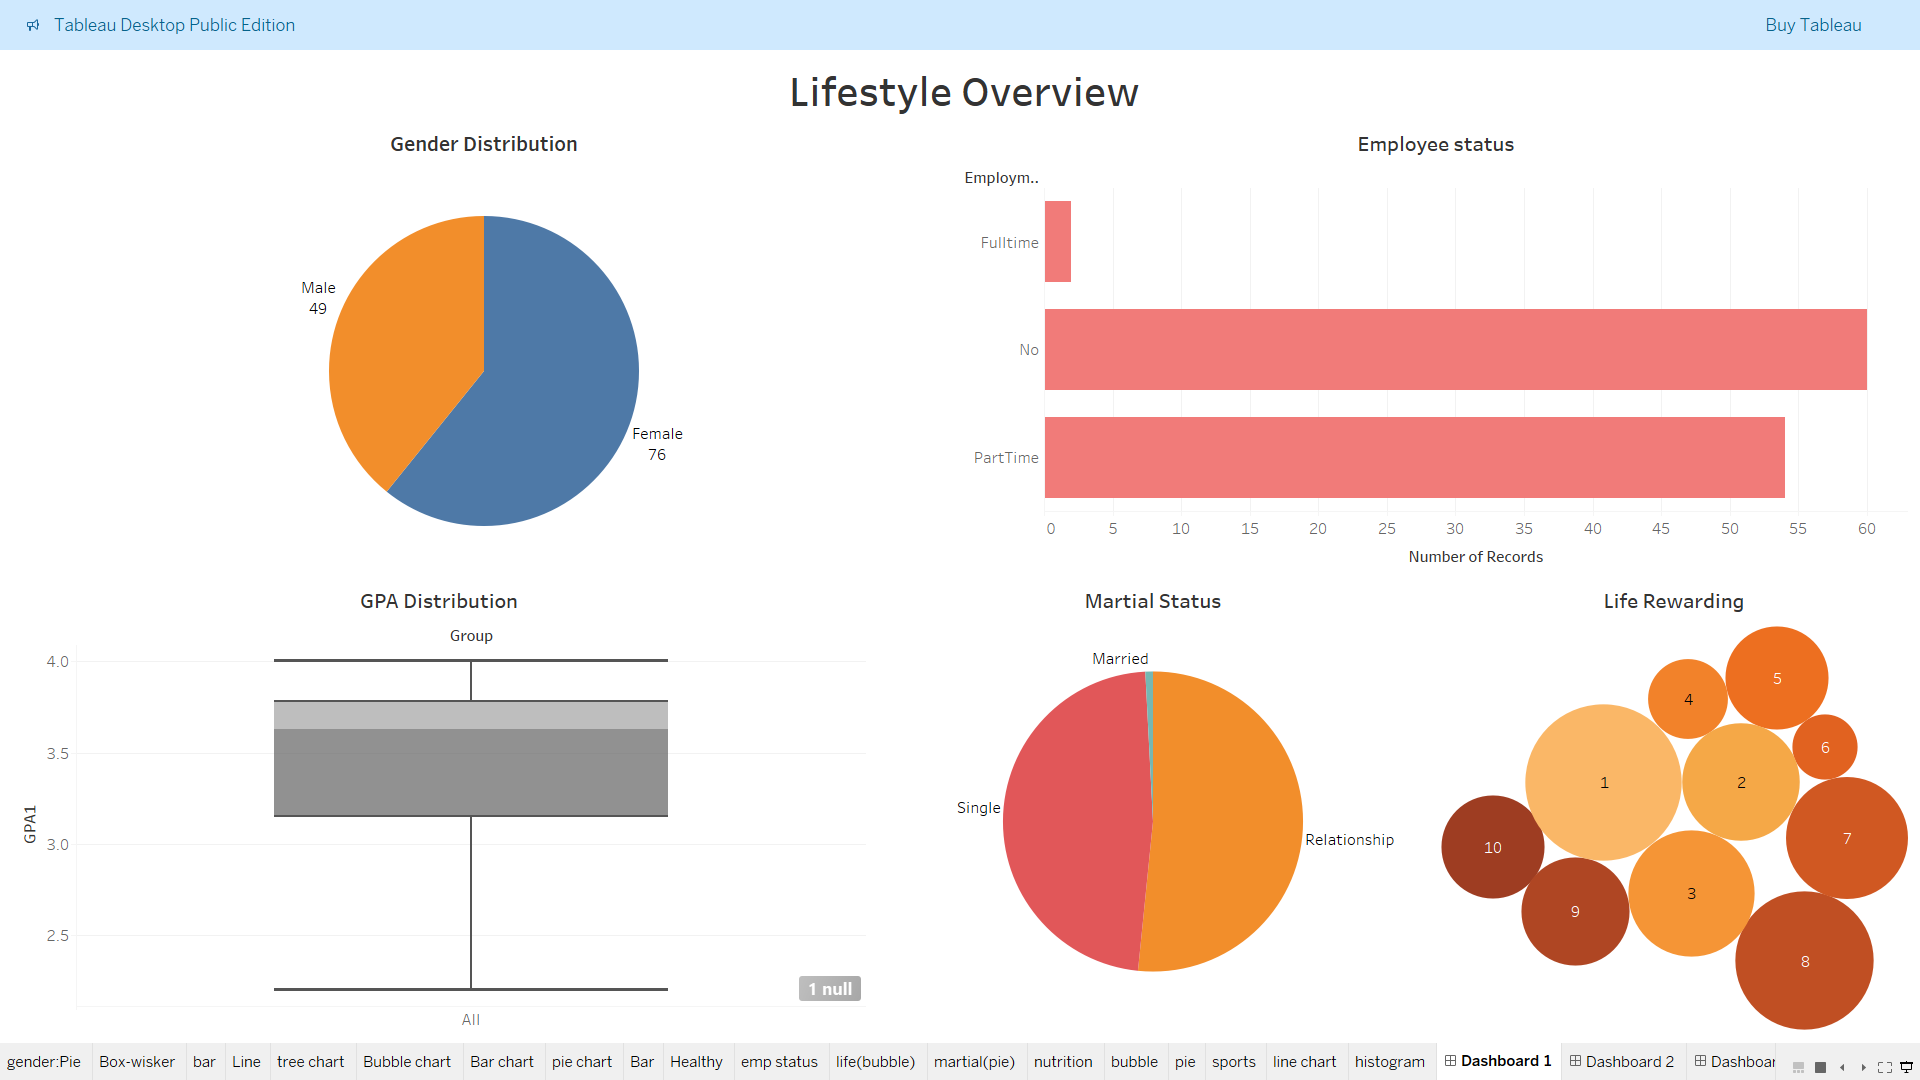 Tableau Desktop Public Edition
Buy Tableau
Lifestyle Overview
Gender Distribution
Male
49
Female
76
Employee status
Employm..
Fulltime
No
PartTime
0 5 10 15 20 25 30 35 40 45 50 55 60
Number of Records
GPA Distribution
Group
4.0
3.5
3.0
2.5
GPA1
1 null
All
Martial Status
Married
Single
Relationship
Life Rewarding
5
4
6
1
2
7
10
3
9
8
gender:Pie Box-wisker bar Line tree chart Bubble chart Bar chart pie chart Bar Healthy emp status life(bubble) martial(pie) nutrition bubble pie sports line chart histogram Dashboard 1 Dashboard 2 Dashboar